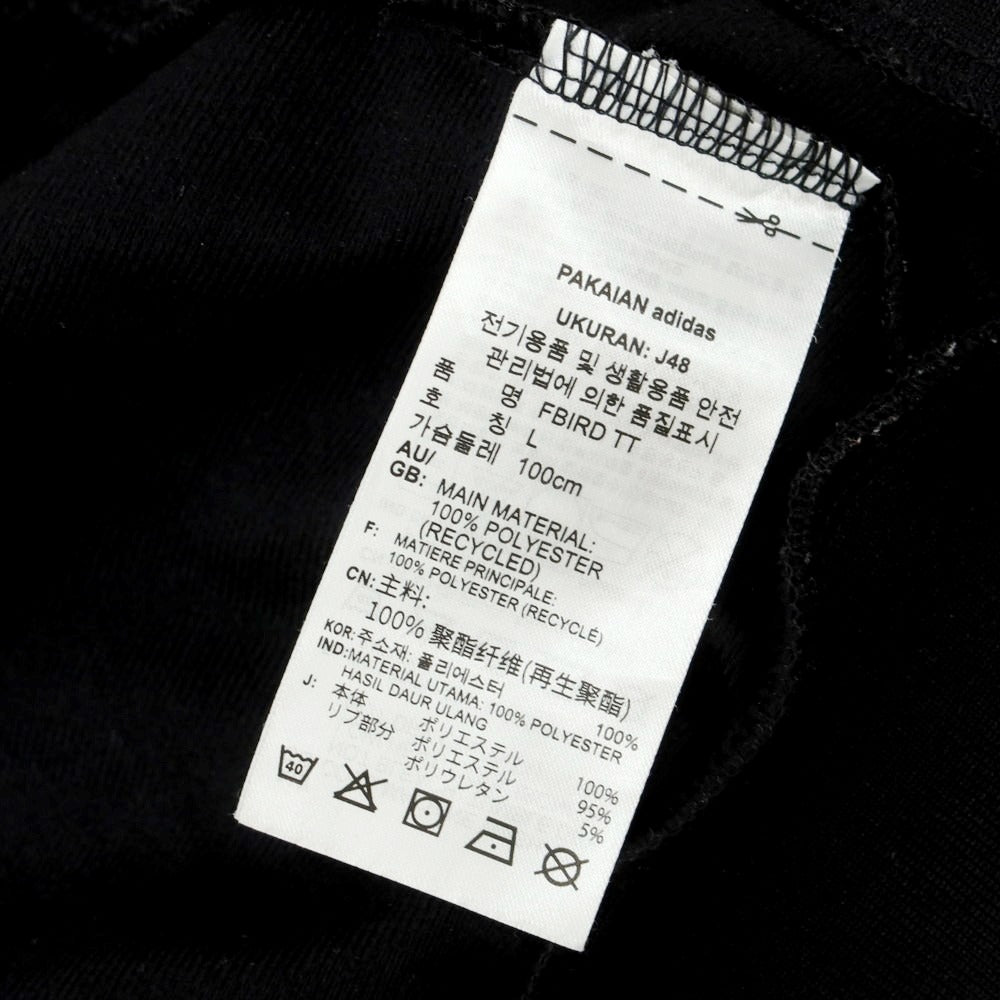 PAKAIAN adidas
UKURAN: J48
전기용품 및 생활용품 안전
관리법에 의한 품질표시
품 명 FBIRD TT
호 칭 L
가슴둘레 100cm
AU/
GB: MAIN MATERIAL:
100% POLYESTER
(RECYCLED)
F: MATIERE PRINCIPALE:
100% POLYESTER (RECYCLÉ)
CN: 主料:
100% 聚酯纤维(再生聚酯)
KOR: 주소재: 폴리에스터 100%
IND: MATERIAL UTAMA: 100% POLYESTER
HASIL DAUR ULANG
J: 本体 ポリエステル 100%
リブ部分 ポリエステル 95%
ポリウレタン 5%
40